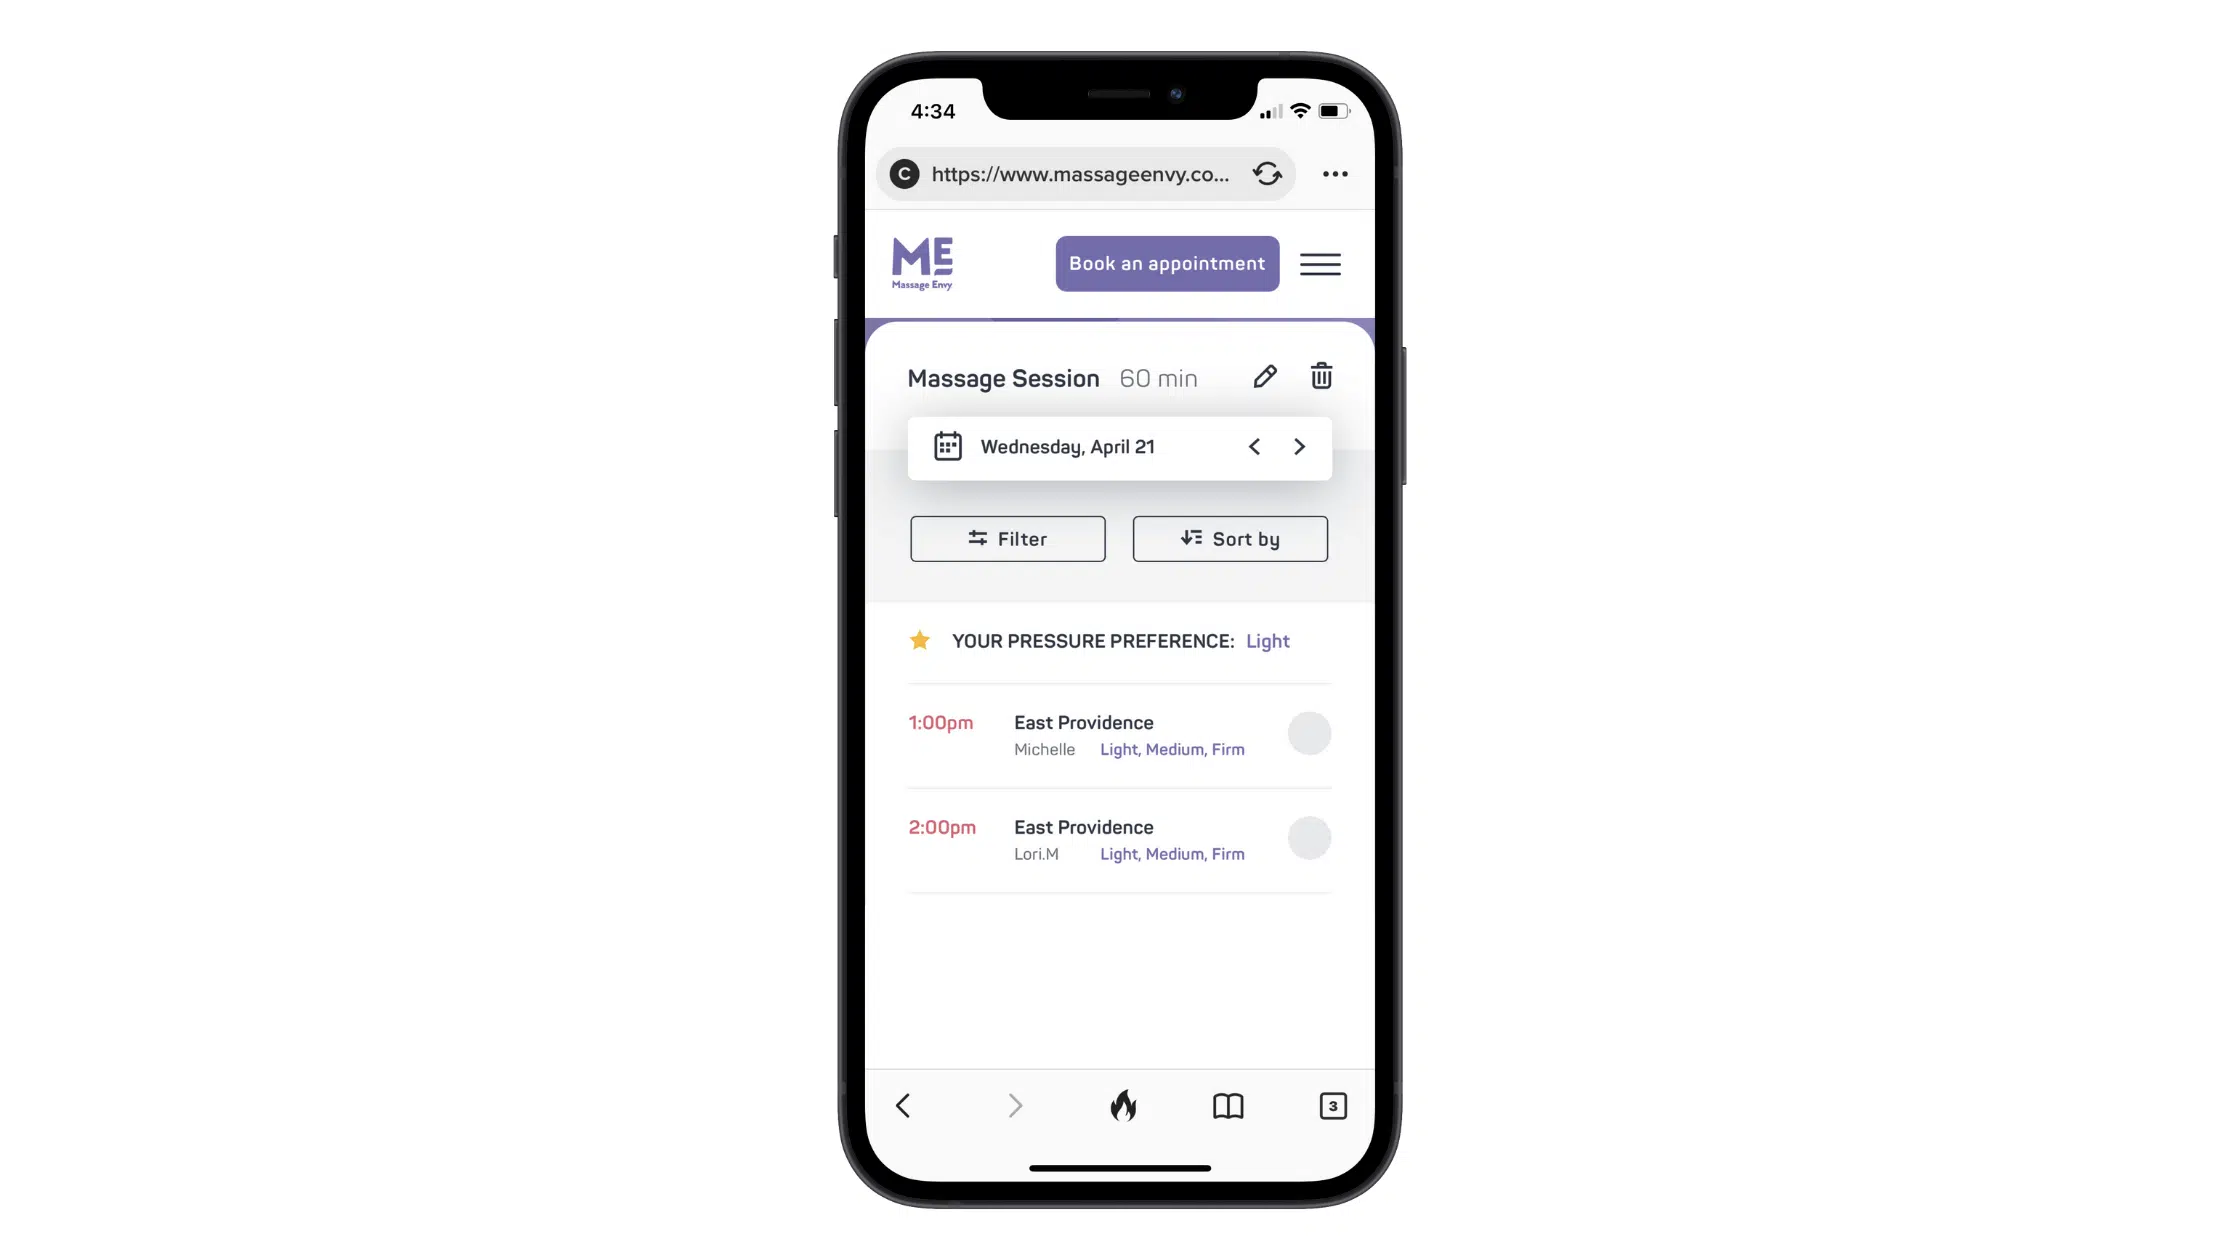 4:34
C https://www.massageenvy.co...
ME
Massage Envy
Book an appointment
Massage Session 60 min
Wednesday, April 21
Filter
Sort by
YOUR PRESSURE PREFERENCE: Light
1:00pm East Providence
Michelle Light, Medium, Firm
2:00pm East Providence
Lori.M Light, Medium, Firm
3